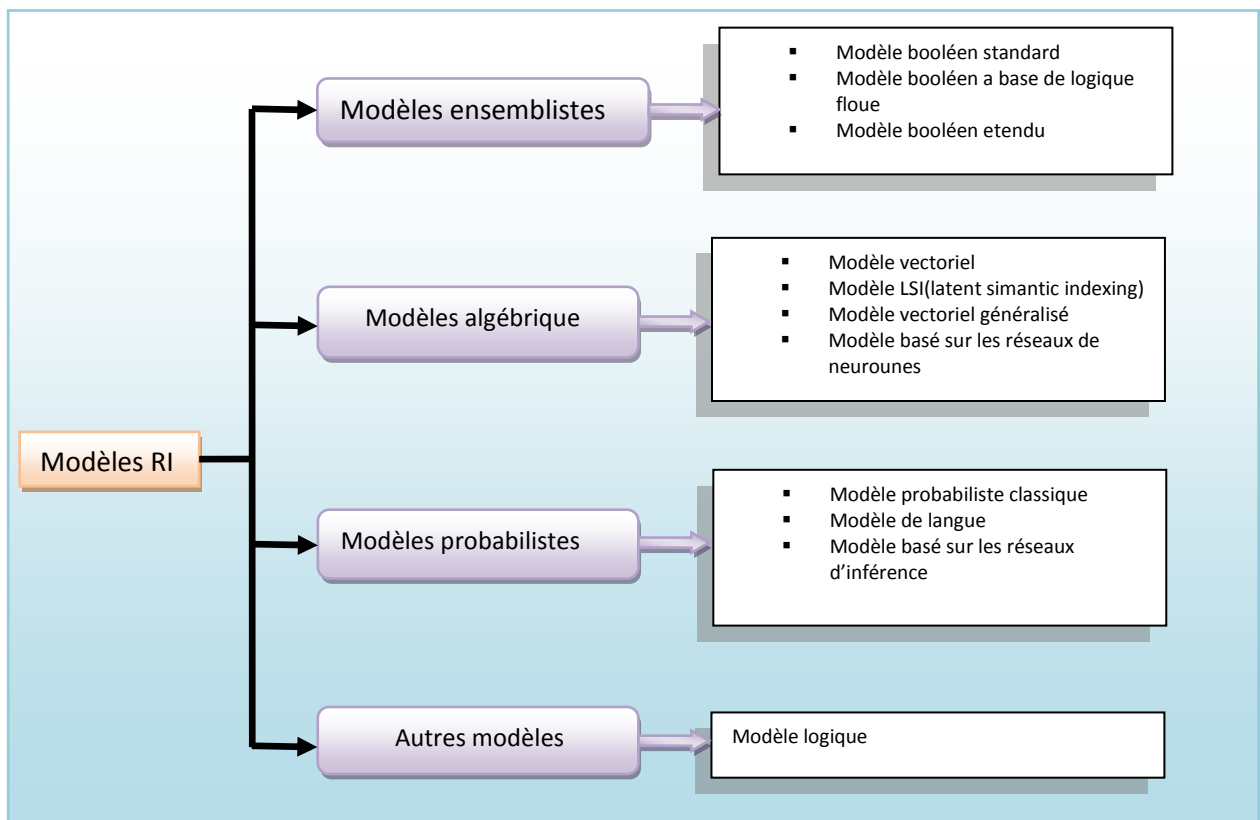 Modèles RI
Modèles ensemblistes
Modèle booléen standard
Modèle booléen a base de logique
floue
Modèle booléen etendu
Modèles algébrique
Modèle vectoriel
Modèle LSI(latent simantic indexing)
Modèle vectoriel généralisé
Modèle basé sur les réseaux de
neurounes
Modèles probabilistes
Modèle probabiliste classique
Modèle de langue
Modèle basé sur les réseaux
d’inférence
Autres modèles
Modèle logique